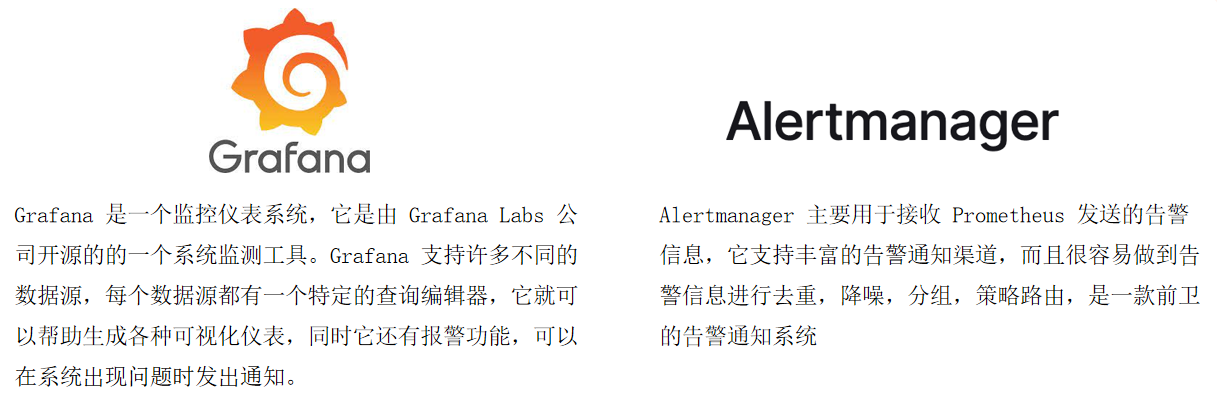 Grafana
Grafana 是一个监控仪表系统，它是由 Grafana Labs 公
司开源的的一个系统监测工具。Grafana 支持许多不同的
数据源，每个数据源都有一个特定的查询编辑器，它就可
以帮助生成各种可视化仪表，同时它还有报警功能，可以
在系统出现问题时发出通知。
Alertmanager
Alertmanager 主要用于接收 Prometheus 发送的告警
信息，它支持丰富的告警通知渠道，而且很容易做到告
警信息进行去重，降噪，分组，策略路由，是一款前卫
的告警通知系统